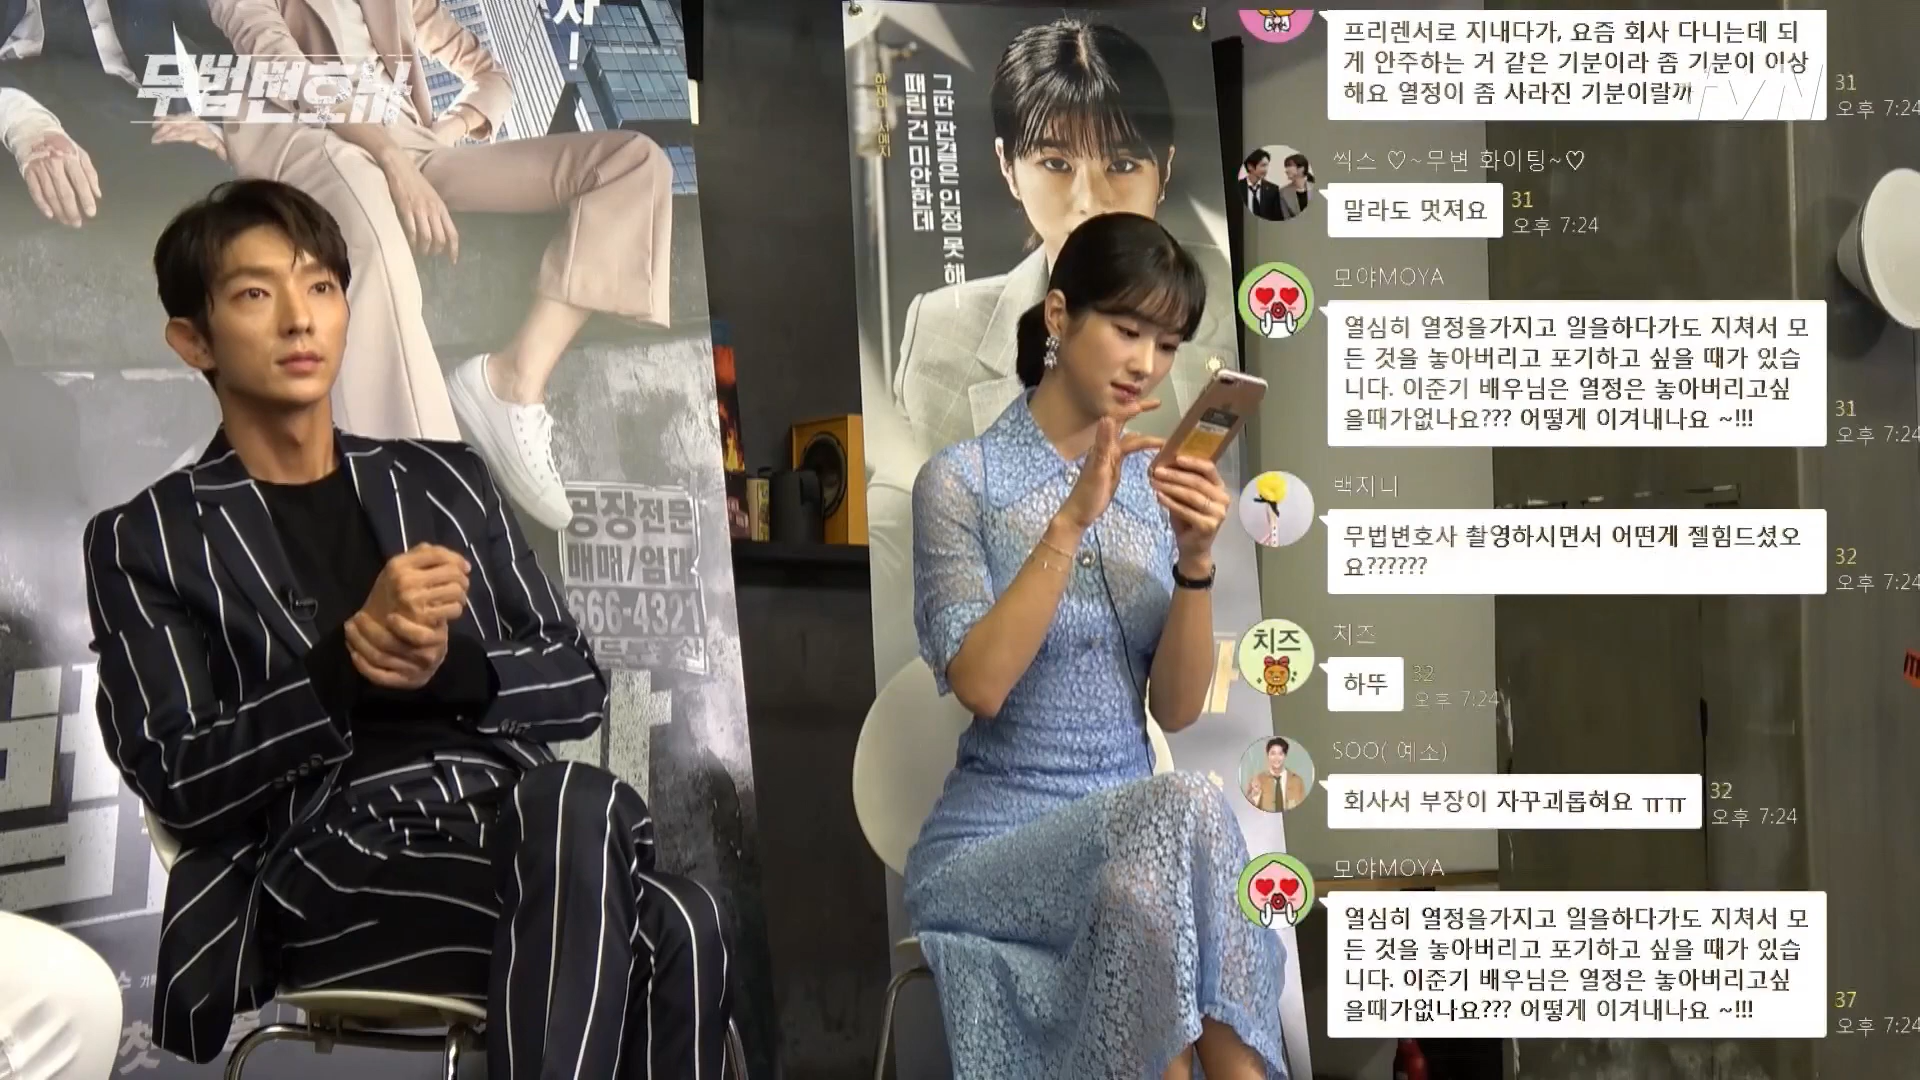 사!
무법변호사
그딴 판결은 인정 못 해
때린 건 미안한데
하재이 서예지
공장전문
매매/임대
666-4321
tvN
프리렌서로 지내다가, 요즘 회사 다니는데 되
게 안주하는 거 같은 기분이라 좀 기분이 이상
해요 열정이 좀 사라진 기분이랄까
31
오후 7:24
씩스 ♡~무변 화이팅~♡
말라도 멋져요
31
오후 7:24
모야MOYA
열심히 열정을가지고 일을하다가도 지쳐서 모
든 것을 놓아버리고 포기하고 싶을 때가 있습
니다. 이준기 배우님은 열정은 놓아버리고싶
을때가없나요??? 어떻게 이겨내나요 ~!!!
31
오후 7:24
백지니
무법변호사 촬영하시면서 어떤게 젤힘드셨오
요??????
32
오후 7:24
치즈
치즈
하뚜
32
오후 7:24
SOO( 예소)
회사서 부장이 자꾸괴롭혀요 ㅠㅠ
32
오후 7:24
모야MOYA
열심히 열정을가지고 일을하다가도 지쳐서 모
든 것을 놓아버리고 포기하고 싶을 때가 있습
니다. 이준기 배우님은 열정은 놓아버리고싶
을때가없나요??? 어떻게 이겨내나요 ~!!!
37
오후 7:24